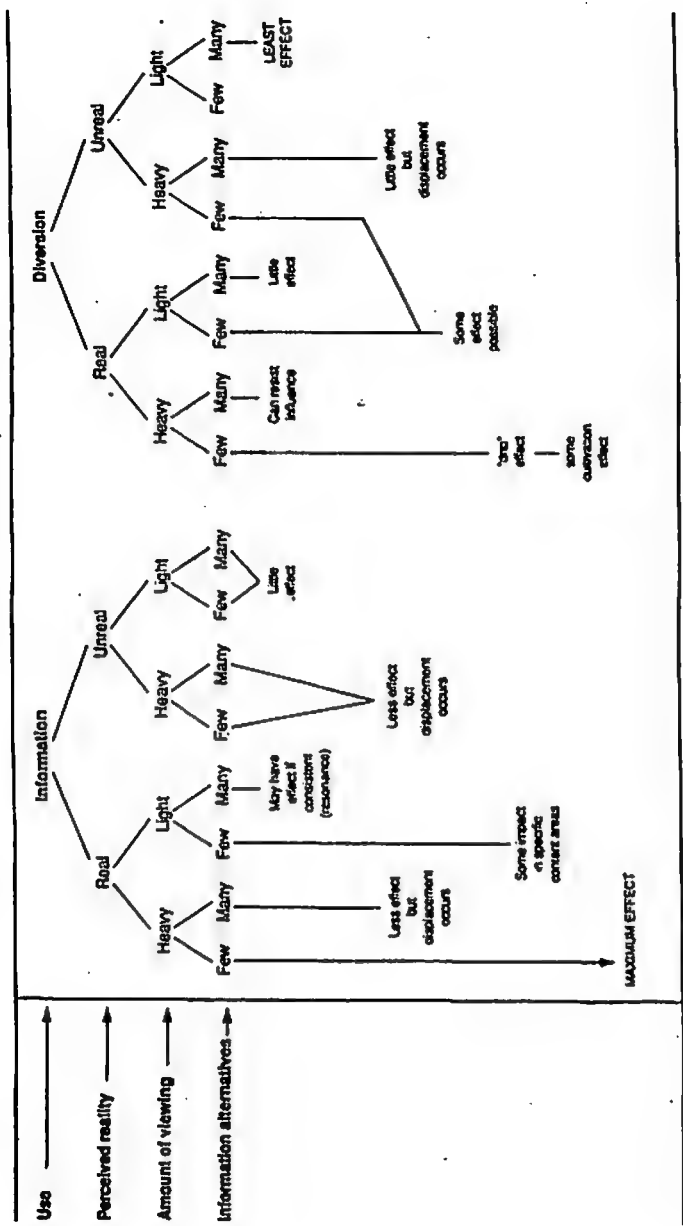 Use
Information
Diversion
Perceived reality
Real
Unreal
Real
Unreal
Amount of viewing
Heavy
Light
Heavy
Light
Heavy
Light
Heavy
Light
Information alternatives
Few
Many
Few
Many
Few
Many
Few
Many
Few
Many
Few
Many
Few
Many
Few
Many
MAXIMUM EFFECT
Less effect
but
displacement
occurs
Some impact
in specific
content areas
May have
effect if
consistent
(resonance)
Less effect
but
displacement
occurs
Little
effect
effect
some
effect
Can resist
influence
Some
effect
possible
Little
effect
Little effect
but
displacement
occurs
LEAST
EFFECT